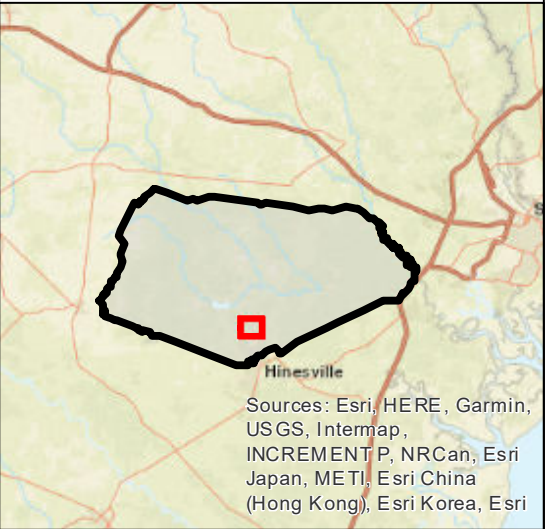 S
Hinesville
Sources: Esri, HERE, Garmin,
USGS, Intermap,
INCREMENT P, NRCan, Esri
Japan, METI, Esri China
(Hong Kong), Esri Korea, Esri